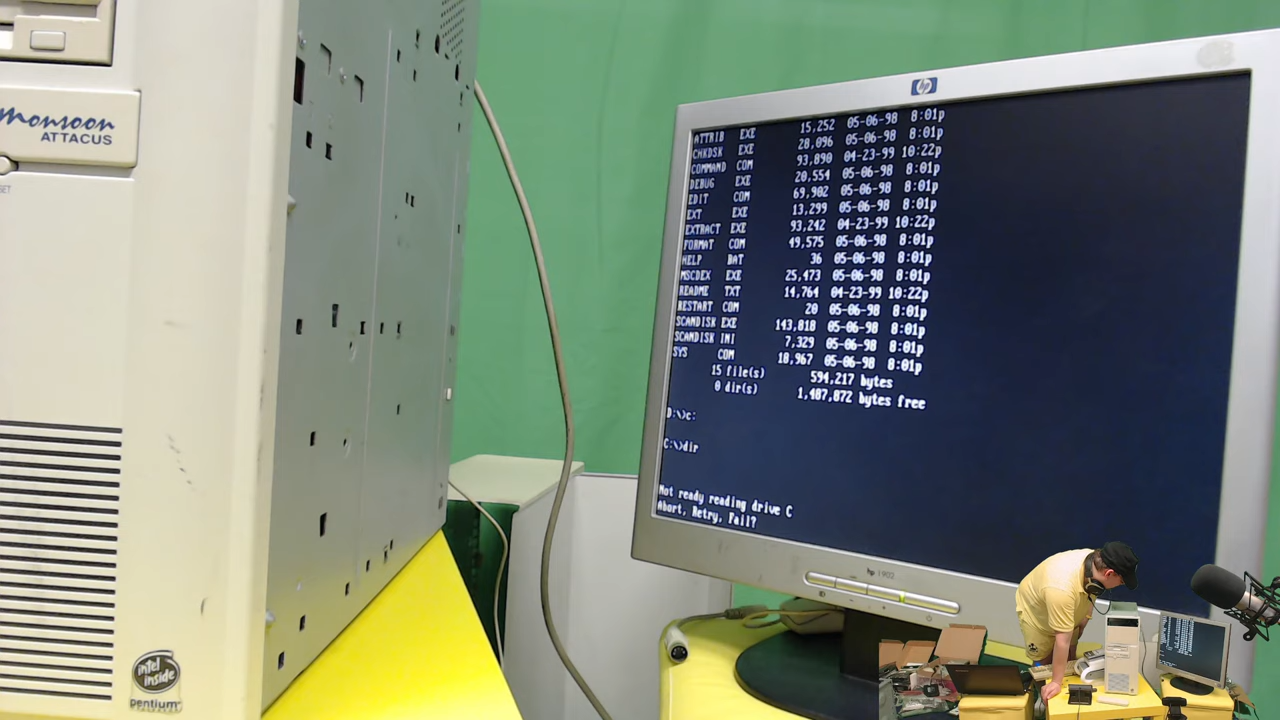 Monsoon
ATTACUS
SET
intel
inside
pentium
hp
ATTRIB EXE 15,252 05-06-98 8:01p
CHKDSK EXE 28,096 05-06-98 8:01p
COMMAND COM 93,890 04-23-99 10:22p
DEBUG EXE 20,554 05-06-98 8:01p
EDIT COM 69,902 05-06-98 8:01p
EXT EXE 13,299 05-06-98 8:01p
EXTRACT EXE 93,242 04-23-99 10:22p
FORMAT COM 49,575 05-06-98 8:01p
HELP BAT 36 05-06-98 8:01p
MSCDEX EXE 25,473 05-06-98 8:01p
README TXT 14,764 04-23-99 10:22p
RESTART COM 20 05-06-98 8:01p
SCANDISK EXE 143,818 05-06-98 8:01p
SCANDISK INI 7,329 05-06-98 8:01p
SYS COM 18,967 05-06-98 8:01p
15 file(s) 594,217 bytes
0 dir(s) 1,487,872 bytes free
D:\>c:
C:\>dir
Not ready reading drive C
Abort, Retry, Fail?
hp 1902